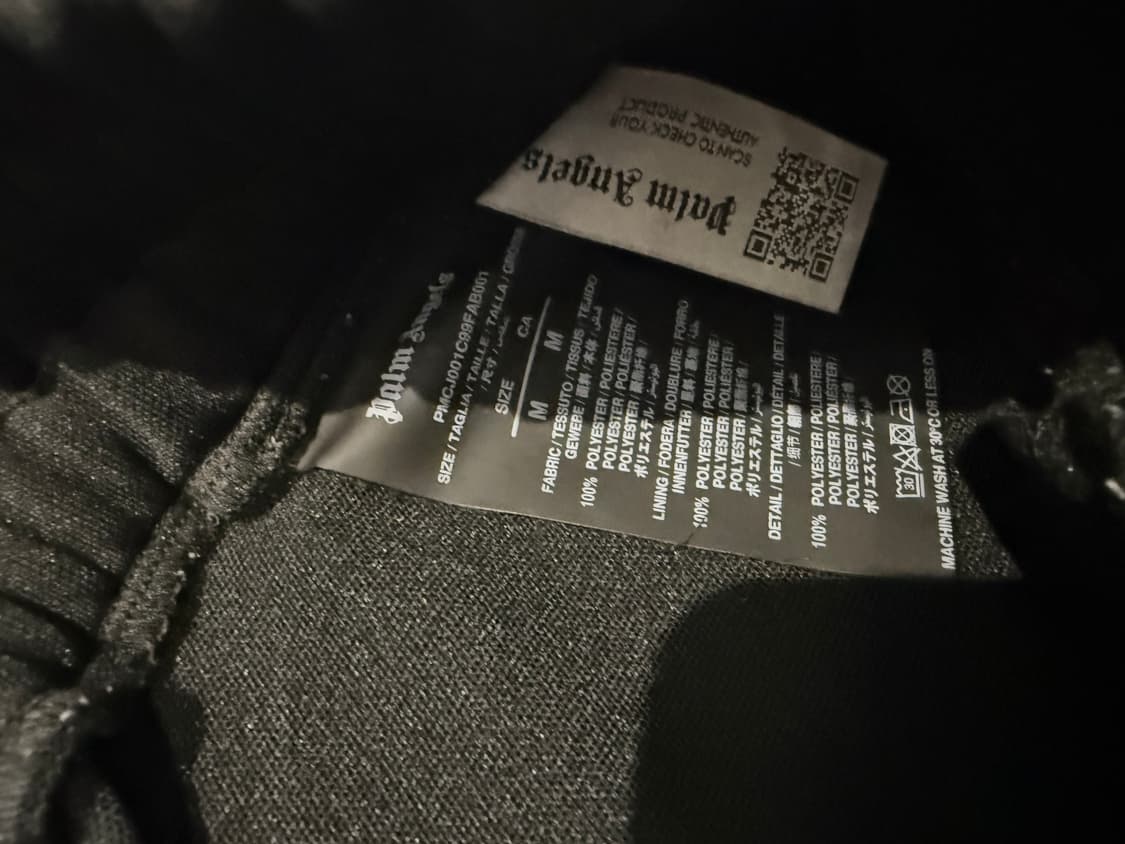 SCAN TO CHECK YOUR
AUTHENTIC PRODUCT
Palm Angels
Palm Angels
PMCJ001C99FAB001
SIZE / TAGLIA / TAILLE / TALLA / GRÖSSE
SIZE CA
M M
FABRIC / TESSUTO / TISSUS / TEJIDO
GEWEBE
100% POLYESTER / POLIESTERE /
POLYESTER / POLIÉSTER /
POLYESTER /
ポリエステル /
LINING / FODERA / DOUBLURE / FORRO
INNENFUTTER
100% POLYESTER / POLIESTERE /
POLYESTER / POLIÉSTER /
POLYESTER /
ポリエステル /
DETAIL / DETTAGLIO / DETAIL / DETALLE
/ 细节 /
100% POLYESTER / POLIESTERE /
POLYESTER / POLIÉSTER /
POLYESTER /
ポリエステル /
30
MACHINE WASH AT 30°C OR LESS ON